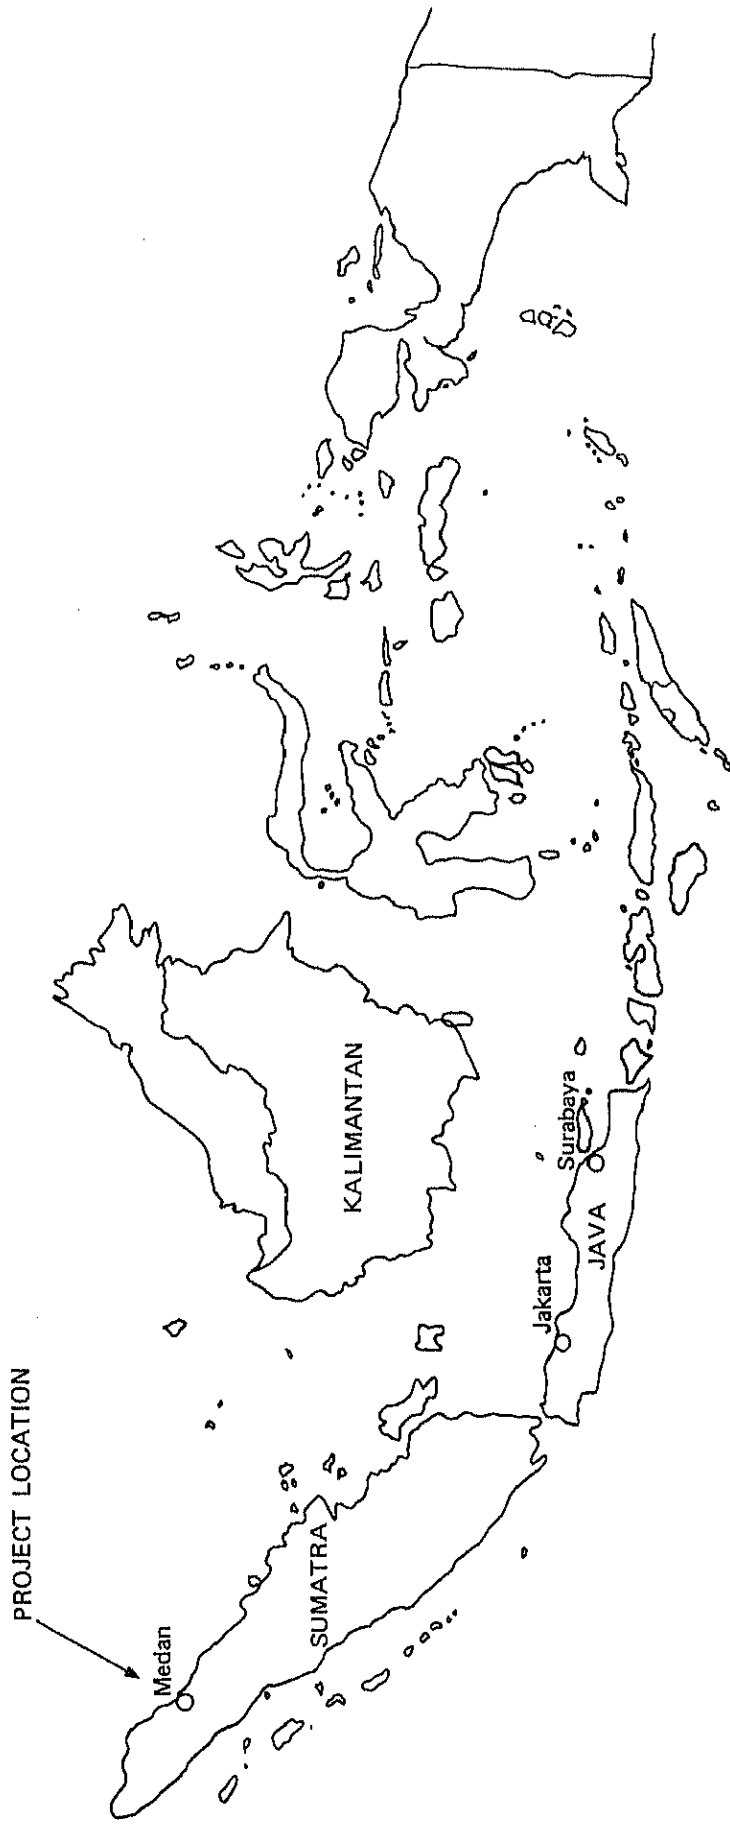 PROJECT LOCATION
Medan
SUMATRA
KALIMANTAN
Jakarta
JAVA
Surabaya